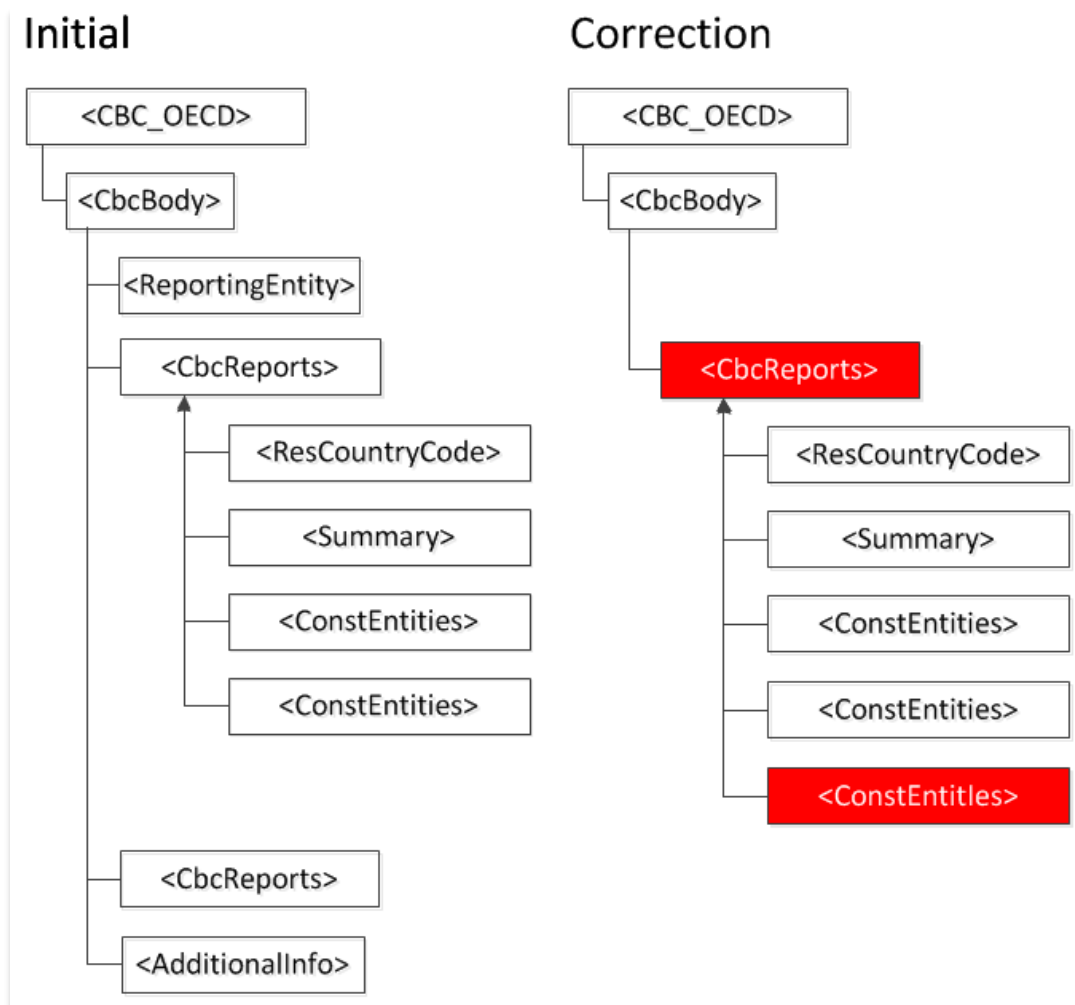 Initial
<CBC_OECD>
<CbcBody>
<ReportingEntity>
<CbcReports>
<ResCountryCode>
<Summary>
<ConstEntities>
<ConstEntities>
<CbcReports>
<AdditionalInfo>
Correction
<CBC_OECD>
<CbcBody>
<CbcReports>
<ResCountryCode>
<Summary>
<ConstEntities>
<ConstEntities>
<ConstEntitles>